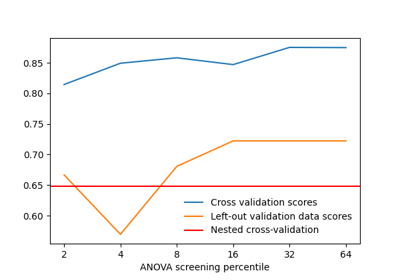 0.85
0.80
0.75
0.70
0.65
0.60
Cross validation scores
Left-out validation data scores
Nested cross-validation
2 4 8 16 32 64
ANOVA screening percentile